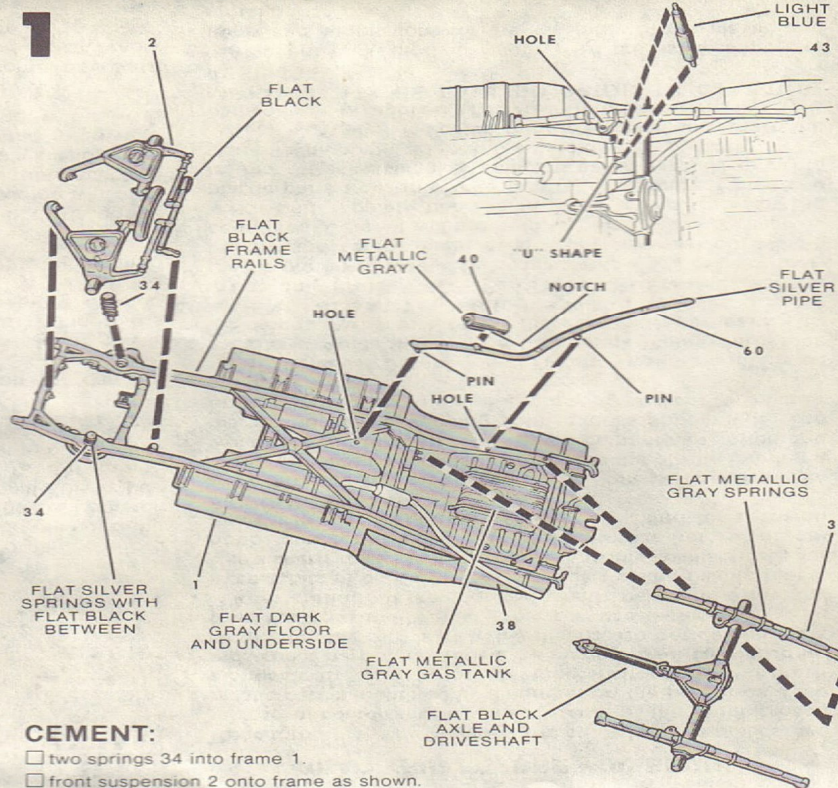 1
2
FLAT
BLACK
HOLE
LIGHT
BLUE
43
FLAT
BLACK
FRAME
RAILS
FLAT
METALLIC
GRAY
40
"U" SHAPE
NOTCH
FLAT
SILVER
PIPE
60
34
HOLE
PIN
HOLE
PIN
FLAT METALLIC
GRAY SPRINGS
3
34
1
FLAT SILVER
SPRINGS WITH
FLAT BLACK
BETWEEN
FLAT DARK
GRAY FLOOR
AND UNDERSIDE
38
FLAT METALLIC
GRAY GAS TANK
FLAT BLACK
AXLE AND
DRIVESHAFT
CEMENT:
two springs 34 into frame 1.
front suspension 2 onto frame as shown.